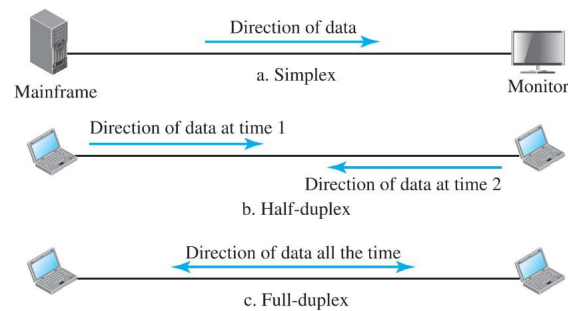 Direction of data
a. Simplex
Mainframe
Monitor
Direction of data at time 1
Direction of data at time 2
b. Half-duplex
Direction of data all the time
c. Full-duplex